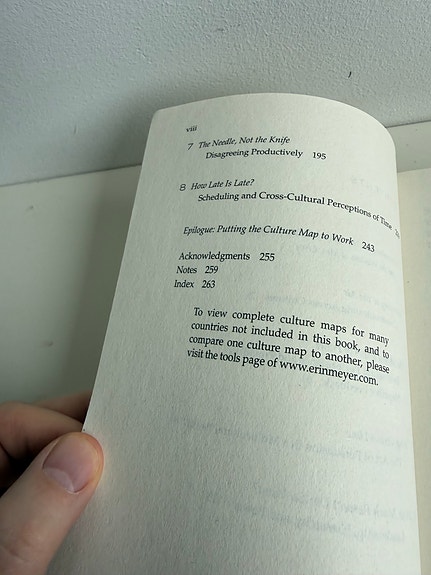 viii
7 The Needle, Not the Knife
Disagreeing Productively 195
8 How Late Is Late?
Scheduling and Cross-Cultural Perceptions of Time
Epilogue: Putting the Culture Map to Work 243
Acknowledgments 255
Notes 259
Index 263
To view complete culture maps for many
countries not included in this book, and to
compare one culture map to another, please
visit the tools page of www.erinmeyer.com.